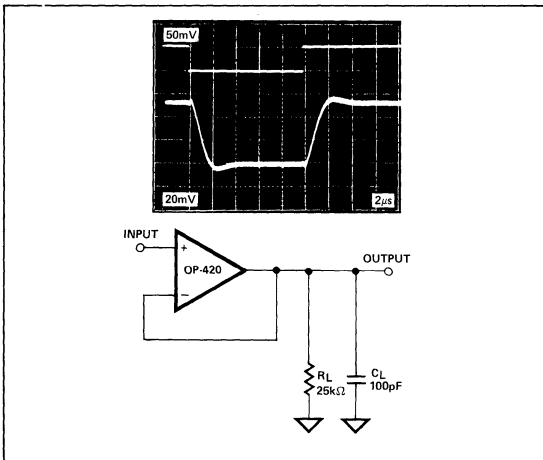 50mV
20mV
2µs
INPUT
+
OP-420
−
OUTPUT
RL
25kΩ
CL
100pF